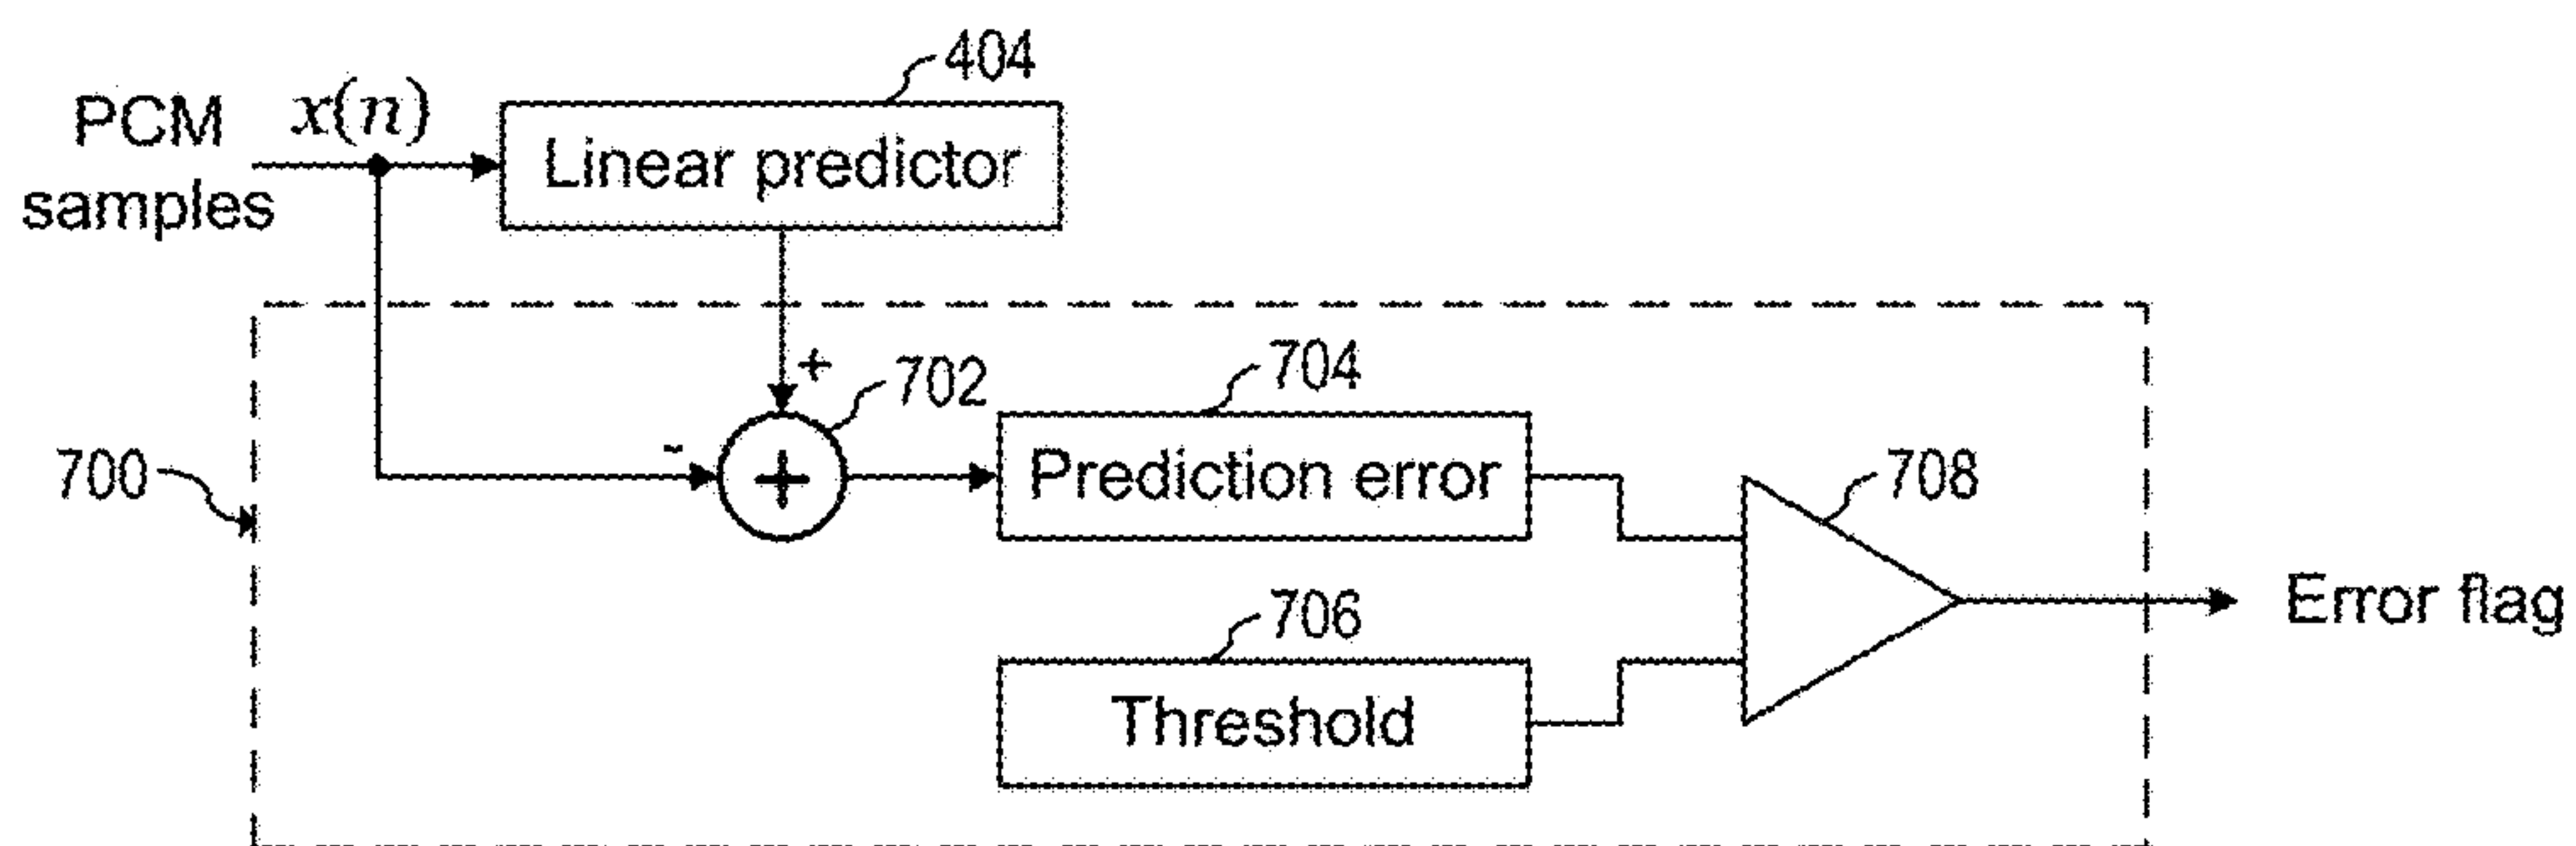 404
PCM x(n)
samples
Linear predictor
+
702
704
-
+
Prediction error
700
708
706
Threshold
Error flag